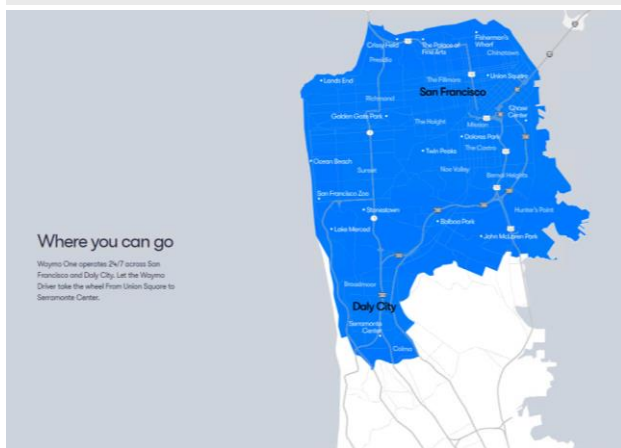 Crissy Field
The Palace of
Fine Arts
Fisherman's
Wharf
Chinatown
Presidio
Lands End
The Fillmore
Union Square
San Francisco
Richmond
Chase
Center
Golden Gate Park
The Haight
Mission
Dolores Park
The Castro
Twin Peaks
Ocean Beach
Sunset
Noe Valley
Bernal Heights
San Francisco Zoo
Stonestown
Hunter's Point
Balboa Park
Lake Merced
John McLaren Park
Where you can go
Waymo One operates 24/7 across San
Francisco and Daly City. Let the Waymo
Driver take the wheel from Union Square to
Serramonte Center.
Broadmoor
Daly City
Serramonte
Center
Colma